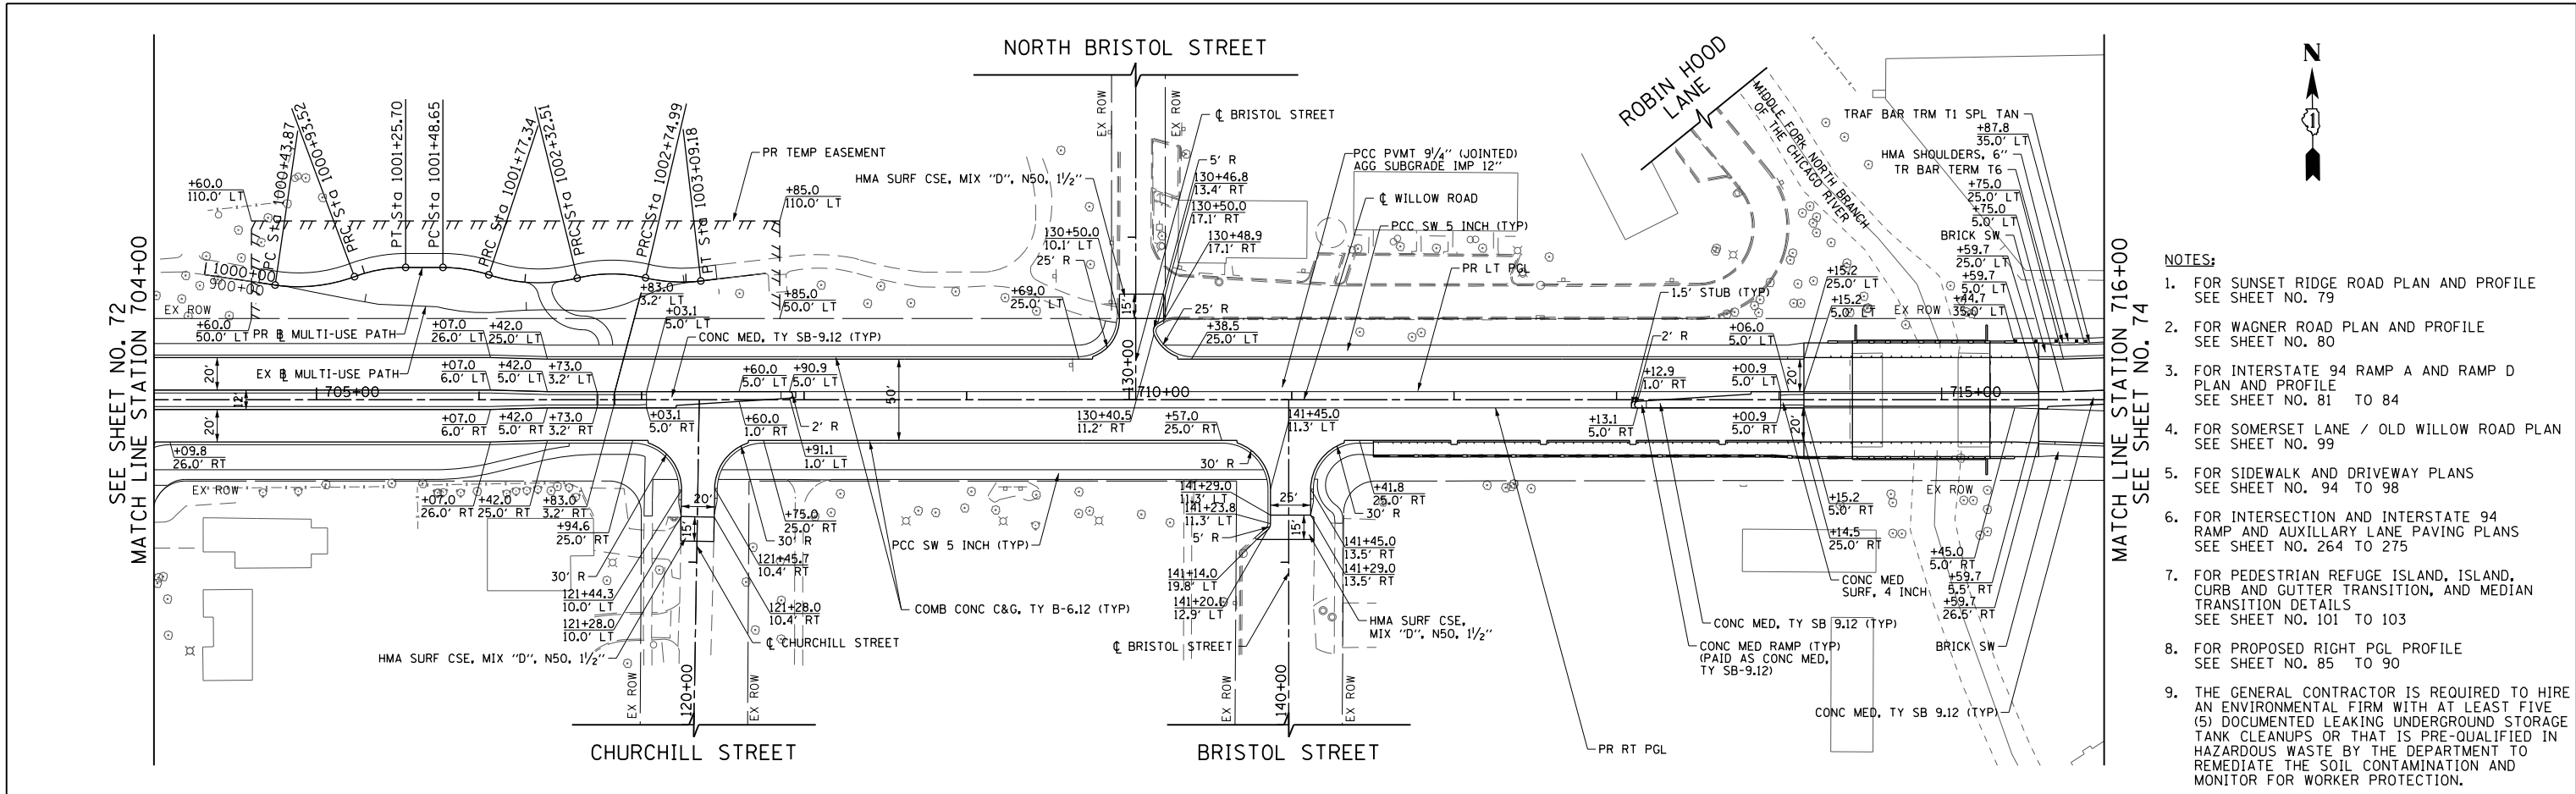 NORTH BRISTOL STREET
ROBIN HOOD
LANE
MIDDLE FORK NORTH BRANCH
OF THE CHICAGO RIVER
N
1
SEE SHEET NO. 72
MATCH LINE STATION 704+00
MATCH LINE STATION 716+00
SEE SHEET NO. 74
PC Sta 1000+43.87
PRC Sta 1000+93.52
PT Sta 1001+25.70
PC Sta 1001+48.65
PRC Sta 1001+77.34
PRC Sta 1002+32.51
PRC Sta 1002+74.99
PT Sta 1003+09.18
+60.0
110.0' LT
PR TEMP EASEMENT
+85.0
110.0' LT
1000+00
900+00
EX ROW
+60.0
50.0' LT
PR BL MULTI-USE PATH
EX BL MULTI-USE PATH
+07.0
26.0' LT
+42.0
25.0' LT
+83.0
3.2' LT
+03.1
5.0' LT
+85.0
50.0' LT
CONC MED, TY SB-9.12 (TYP)
+07.0
6.0' LT
+42.0
5.0' LT
+73.0
3.2' LT
+60.0
5.0' LT
+90.9
5.0' LT
20'
12'
20'
50'
705+00
+07.0
6.0' RT
+42.0
5.0' RT
+73.0
3.2' RT
+03.1
5.0' RT
+60.0
1.0' RT
2' R
+91.1
1.0' LT
+09.8
26.0' RT
EX ROW
+07.0
26.0' RT
+42.0
25.0' RT
+83.0
3.2' RT
+94.6
25.0' RT
30' R
121+44.3
10.0' LT
121+28.0
10.0' LT
HMA SURF CSE, MIX "D", N50, 1 1/2"
20'
15'
+75.0
25.0' RT
30' R
121+45.7
10.4' RT
121+28.0
10.4' RT
CL CHURCHILL STREET
EX ROW
120+00
EX ROW
CHURCHILL STREET
PCC SW 5 INCH (TYP)
COMB CONC C&G, TY B-6.12 (TYP)
EX ROW
EX ROW
CL BRISTOL STREET
HMA SURF CSE, MIX "D", N50, 1 1/2"
5' R
130+46.8
13.4' RT
130+50.0
17.1' RT
130+48.9
17.1' RT
130+50.0
10.1' LT
25' R
+69.0
25.0' LT
15'
25' R
+38.5
25.0' LT
130+00
710+00
PCC PVMT 9 1/4" (JOINTED)
AGG SUBGRADE IMP 12"
CL WILLOW ROAD
PCC SW 5 INCH (TYP)
PR LT PGL
130+40.5
11.2' RT
+57.0
25.0' RT
141+45.0
11.3' LT
30' R
141+29.0
11.3' LT
141+23.8
11.3' LT
5' R
141+14.0
19.8' LT
12.9' LT
25'
15'
+41.8
25.0' RT
30' R
141+45.0
13.5' RT
141+29.0
13.5' RT
HMA SURF CSE,
MIX "D", N50, 1 1/2"
CL BRISTOL STREET
EX ROW
140+00
EX ROW
BRISTOL STREET
PR RT PGL
1.5' STUB (TYP)
2' R
+12.9
1.0' RT
+13.1
5.0' RT
+06.0
5.0' LT
+00.9
5.0' LT
+00.9
5.0' RT
20'
20'
+15.2
25.0' LT
+15.2
5.0' LT
EX ROW
715+00
TRAF BAR TRM T1 SPL TAN
+87.8
35.0' LT
HMA SHOULDERS, 6"
TR BAR TERM T6
+75.0
25.0' LT
+75.0
5.0' LT
BRICK SW
+59.7
25.0' LT
+59.7
5.0' LT
+44.7
35.0' LT
+15.2
5.0' RT
+14.5
25.0' RT
EX ROW
+45.0
5.0' RT
+59.7
5.5' RT
+59.7
26.5' RT
CONC MED
SURF, 4 INCH
CONC MED, TY SB 9.12 (TYP)
CONC MED RAMP (TYP)
(PAID AS CONC MED,
TY SB-9.12)
BRICK SW
CONC MED, TY SB 9.12 (TYP)
NOTES:
1. FOR SUNSET RIDGE ROAD PLAN AND PROFILE
SEE SHEET NO. 79
2. FOR WAGNER ROAD PLAN AND PROFILE
SEE SHEET NO. 80
3. FOR INTERSTATE 94 RAMP A AND RAMP D
PLAN AND PROFILE
SEE SHEET NO. 81 TO 84
4. FOR SOMERSET LANE / OLD WILLOW ROAD PLAN
SEE SHEET NO. 99
5. FOR SIDEWALK AND DRIVEWAY PLANS
SEE SHEET NO. 94 TO 98
6. FOR INTERSECTION AND INTERSTATE 94
RAMP AND AUXILLARY LANE PAVING PLANS
SEE SHEET NO. 264 TO 275
7. FOR PEDESTRIAN REFUGE ISLAND, ISLAND,
CURB AND GUTTER TRANSITION, AND MEDIAN
TRANSITION DETAILS
SEE SHEET NO. 101 TO 103
8. FOR PROPOSED RIGHT PGL PROFILE
SEE SHEET NO. 85 TO 90
9. THE GENERAL CONTRACTOR IS REQUIRED TO HIRE
AN ENVIRONMENTAL FIRM WITH AT LEAST FIVE
(5) DOCUMENTED LEAKING UNDERGROUND STORAGE
TANK CLEANUPS OR THAT IS PRE-QUALIFIED IN
HAZARDOUS WASTE BY THE DEPARTMENT TO
REMEDIATE THE SOIL CONTAMINATION AND
MONITOR FOR WORKER PROTECTION.